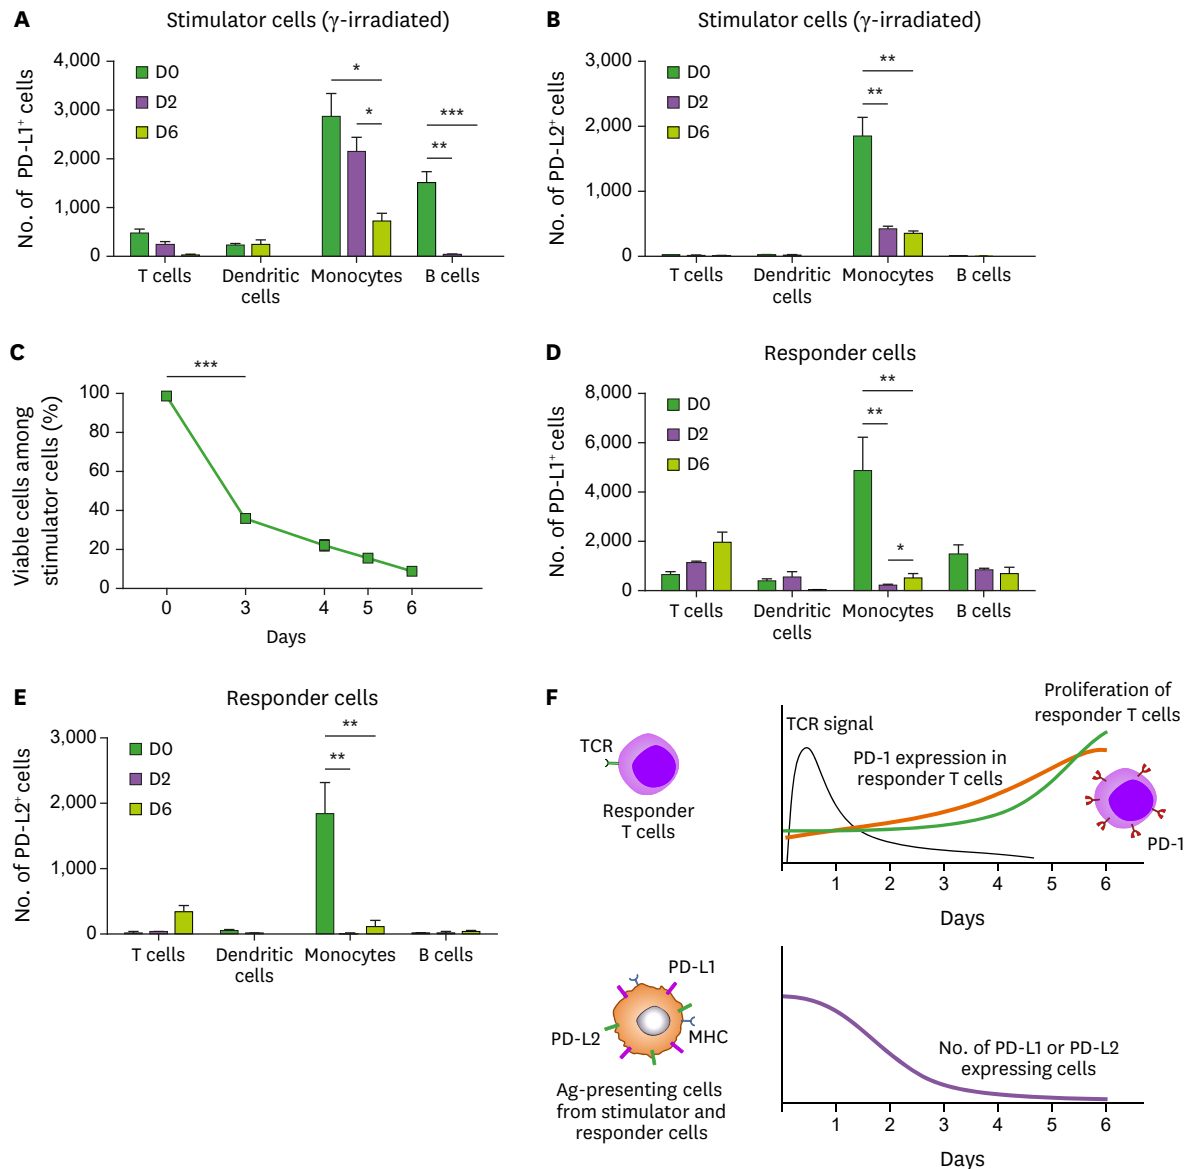 A
Stimulator cells (γ-irradiated)
No. of PD-L1⁺ cells
4,000
3,000
2,000
1,000
0
D0
D2
D6
*
*
***
**
T cells
Dendritic
cells
Monocytes
B cells
B
Stimulator cells (γ-irradiated)
No. of PD-L2⁺ cells
3,000
2,000
1,000
0
D0
D2
D6
**
**
T cells
Dendritic
cells
Monocytes
B cells
C
Viable cells among
stimulator cells (%)
100
80
60
40
20
0
***
0 3 4 5 6
Days
D
Responder cells
No. of PD-L1⁺ cells
8,000
6,000
4,000
2,000
0
D0
D2
D6
**
**
*
T cells
Dendritic
cells
Monocytes
B cells
E
Responder cells
No. of PD-L2⁺ cells
3,000
2,000
1,000
0
D0
D2
D6
**
**
T cells
Dendritic
cells
Monocytes
B cells
F
TCR
Responder
T cells
TCR signal
PD-1 expression in
responder T cells
Proliferation of
responder T cells
PD-1
1 2 3 4 5 6
Days
PD-L1
PD-L2
MHC
Ag-presenting cells
from stimulator and
responder cells
No. of PD-L1 or PD-L2
expressing cells
1 2 3 4 5 6
Days